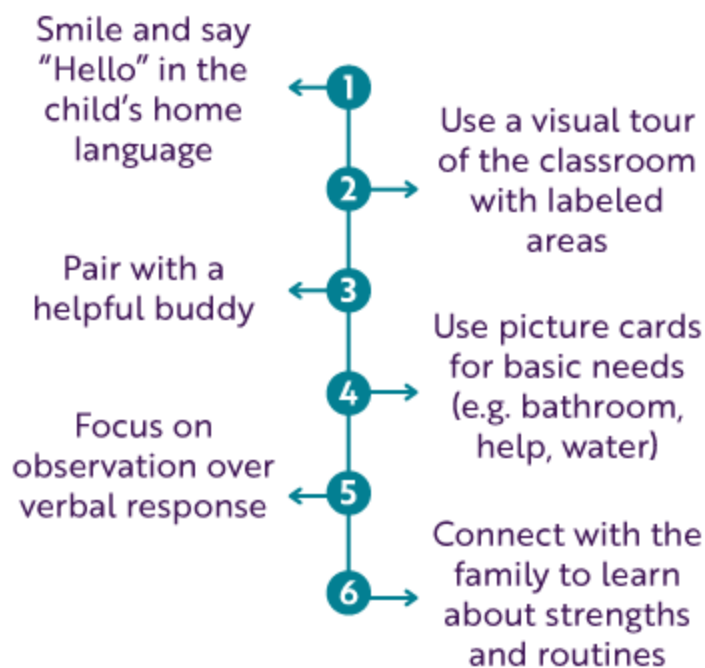 Smile and say
“Hello” in the
child’s home
language
1
2
Use a visual tour
of the classroom
with labeled
areas
Pair with a
helpful buddy
3
4
Use picture cards
for basic needs
(e.g. bathroom,
help, water)
Focus on
observation over
verbal response
5
6
Connect with the
family to learn
about strengths
and routines